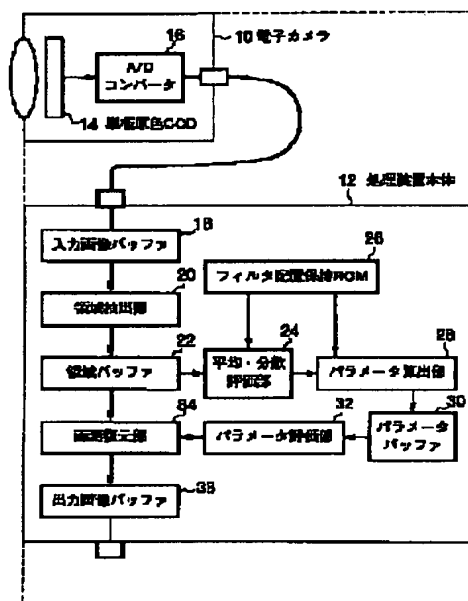 16
A/D
コンバータ
10 電子カメラ
14 単板原色CCD
12 処理装置本体
18
入力画像バッファ
20
領域検出部
26
フィルタ配置保持ROM
22
領域バッファ
24
平均・分散
評価部
28
パラメータ算出部
34
画素復元部
32
パラメータ評価部
30
パラメータ
バッファ
36
出力画像バッファ